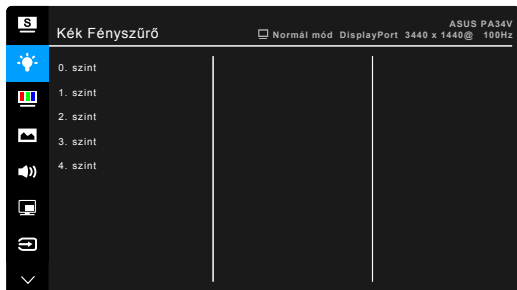 S
Kék Fényszűrő
ASUS PA34V
Normál mód DisplayPort 3440 x 1440@ 100Hz
0. szint
1. szint
2. szint
3. szint
4. szint